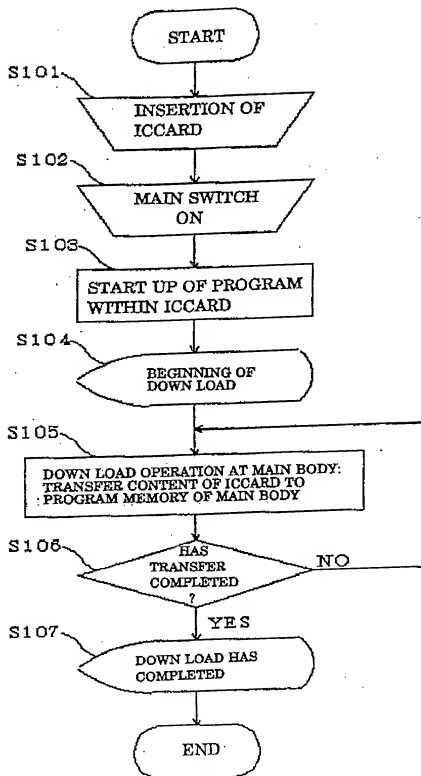 START
S101
INSERTION OF
ICCARD
S102
MAIN SWITCH
ON
S103
START UP OF PROGRAM
WITHIN ICCARD
S104
BEGINNING OF
DOWN LOAD
S105
DOWN LOAD OPERATION AT MAIN BODY:
TRANSFER CONTENT OF ICCARD TO
PROGRAM MEMORY OF MAIN BODY
S106
HAS
TRANSFER
COMPLETED
?
NO
YES
S107
DOWN LOAD HAS
COMPLETED
END